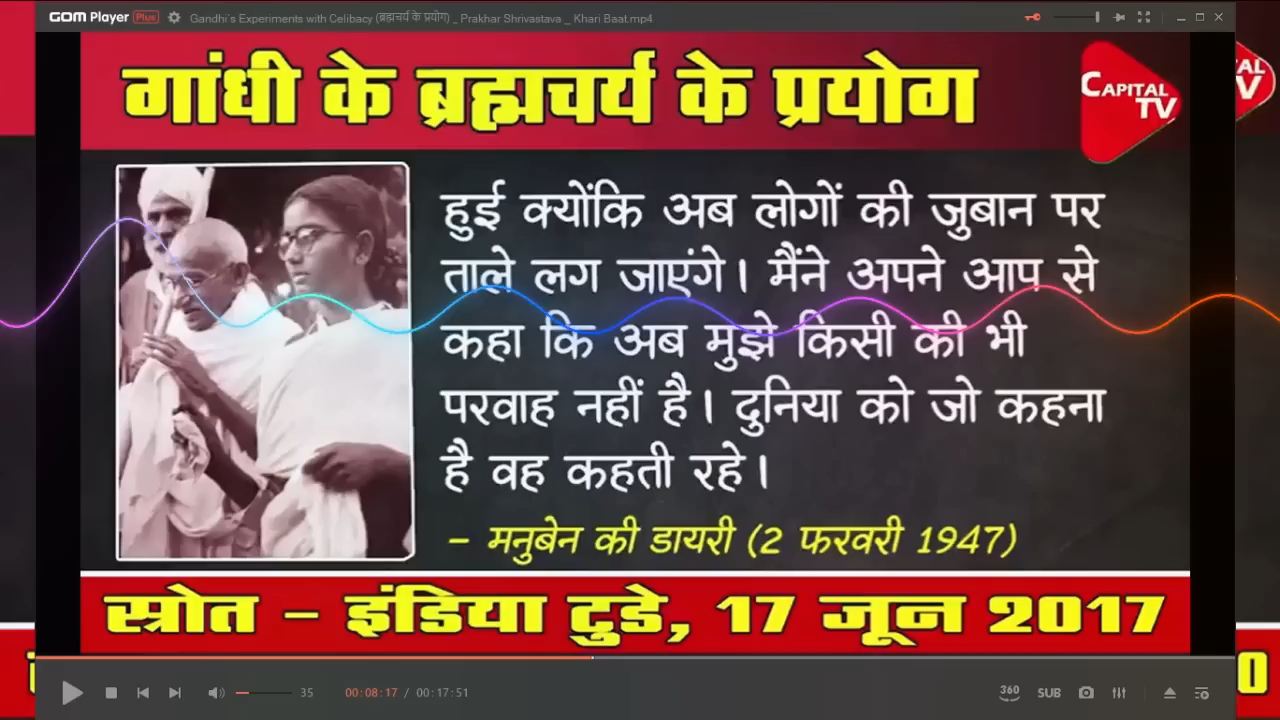 GOM Player Plus Gandhi`s Experiments with Celibacy (ब्रह्मचर्य के प्रयोग) _ Prakhar Shrivastava _ Khari Baat.mp4
गांधी के ब्रह्मचर्य के प्रयोग
CAPITAL TV
AL
V
हुई क्योंकि अब लोगों की जुबान पर
ताले लग जाएंगे। मैंने अपने आप से
कहा कि अब मुझे किसी की भी
परवाह नहीं है। दुनिया को जो कहना
है वह कहती रहे।
– मनुबेन की डायरी (2 फरवरी 1947)
स्रोत – इंडिया टुडे, 17 जून 2017
35 00:08:17 / 00:17:51 360 SUB